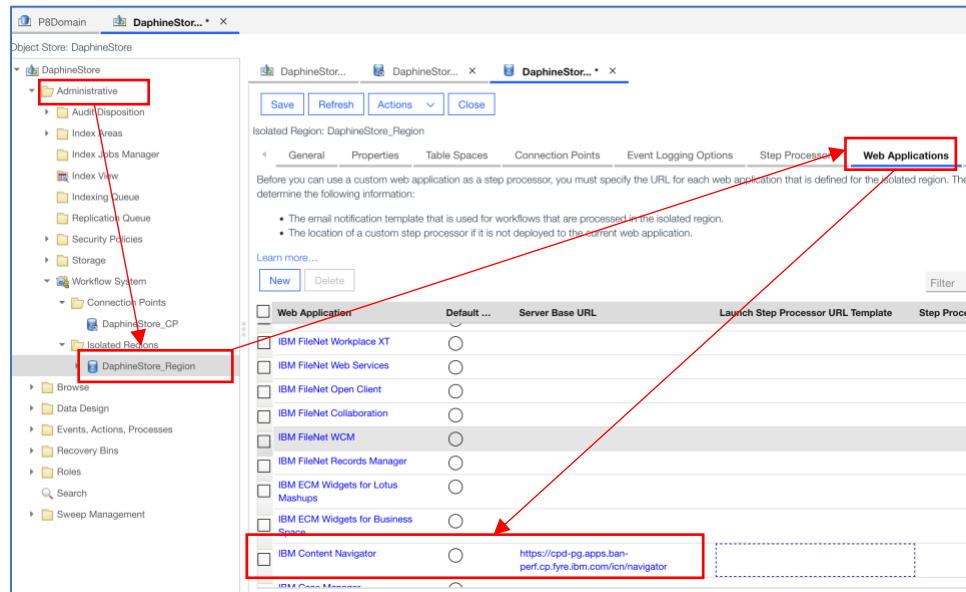 P8Domain
DaphineStor... *
Object Store: DaphineStore
DaphineStore
Administrative
Audit Disposition
Index Areas
Index Jobs Manager
Index View
Indexing Queue
Replication Queue
Security Policies
Storage
Workflow System
Connection Points
DaphineStore_CP
Isolated Regions
DaphineStore_Region
Browse
Data Design
Events, Actions, Processes
Recovery Bins
Roles
Search
Sweep Management
DaphineStor... DaphineStor... DaphineStor... *
Save Refresh Actions Close
Isolated Region: DaphineStore_Region
General Properties Table Spaces Connection Points Event Logging Options Step Processor Web Applications
Before you can use a custom web application as a step processor, you must specify the URL for each web application that is defined for the isolated region. The
determine the following information:
• The email notification template that is used for workflows that are processed in the isolated region.
• The location of a custom step processor if it is not deployed to the current web application.
Learn more...
New Delete
Filter
Web Application Default ... Server Base URL Launch Step Processor URL Template Step Proce
IBM FileNet Workplace XT
IBM FileNet Web Services
IBM FileNet Open Client
IBM FileNet Collaboration
IBM FileNet WCM
IBM FileNet Records Manager
IBM ECM Widgets for Lotus
Mashups
IBM ECM Widgets for Business
Space
IBM Content Navigator https://cpd-pg.apps.ban-
perf.cp.fyre.ibm.com/icn/navigator
IBM Case Manager